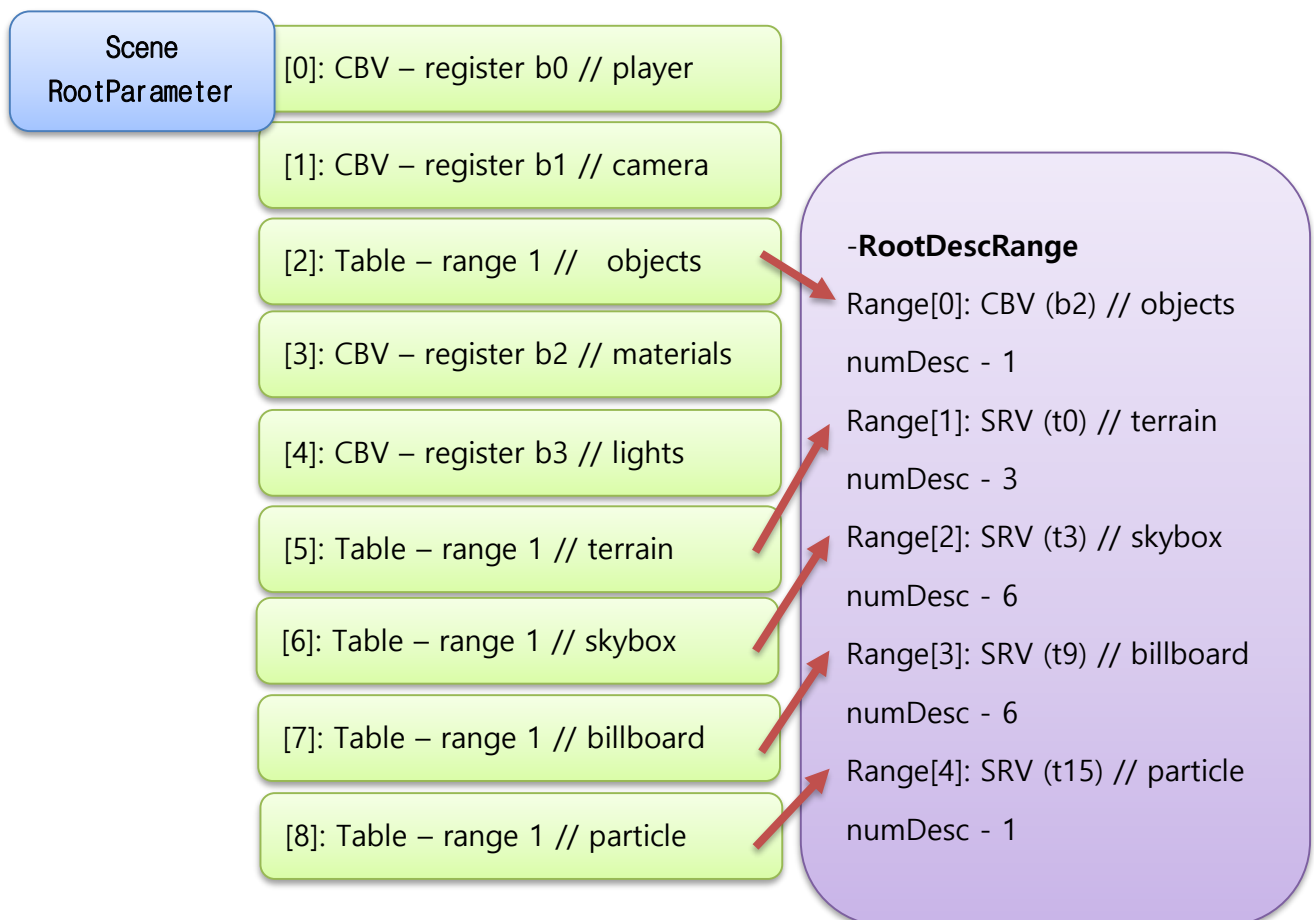 Scene
RootParameter
[0]: CBV – register b0 // player
[1]: CBV – register b1 // camera
[2]: Table – range 1 // objects
[3]: CBV – register b2 // materials
[4]: CBV – register b3 // lights
[5]: Table – range 1 // terrain
[6]: Table – range 1 // skybox
[7]: Table – range 1 // billboard
[8]: Table – range 1 // particle
-RootDescRange
Range[0]: CBV (b2) // objects
numDesc - 1
Range[1]: SRV (t0) // terrain
numDesc - 3
Range[2]: SRV (t3) // skybox
numDesc - 6
Range[3]: SRV (t9) // billboard
numDesc - 6
Range[4]: SRV (t15) // particle
numDesc - 1